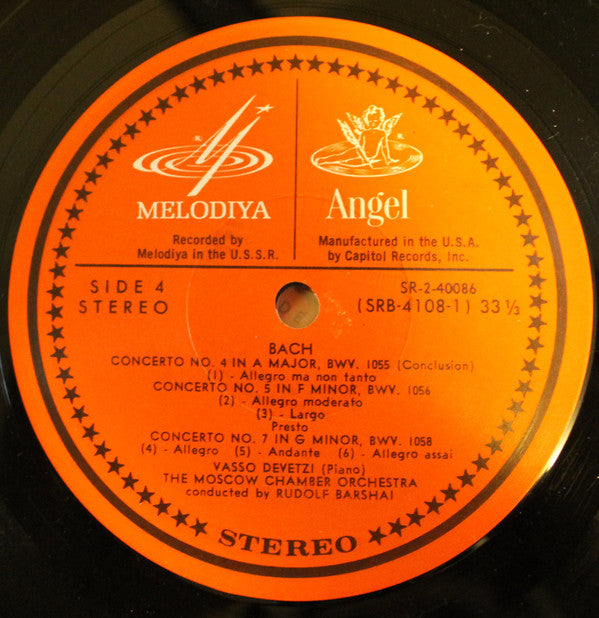 MELODIYA
Angel
Recorded by
Melodiya in the U.S.S.R.
Manufactured in the U.S.A.
by Capitol Records, Inc.
SIDE 4
STEREO
SR-2-40086
(SRB-4108-1) 33 1/3
BACH
CONCERTO NO. 4 IN A MAJOR, BWV. 1055 (Conclusion)
(1) - Allegro ma non tanto
CONCERTO NO. 5 IN F MINOR, BWV. 1056
(2) - Allegro moderato
(3) - Largo
Presto
CONCERTO NO. 7 IN G MINOR, BWV. 1058
(4) - Allegro (5) - Andante (6) - Allegro assai
VASSO DEVETZI (Piano)
THE MOSCOW CHAMBER ORCHESTRA
conducted by RUDOLF BARSHAI
STEREO